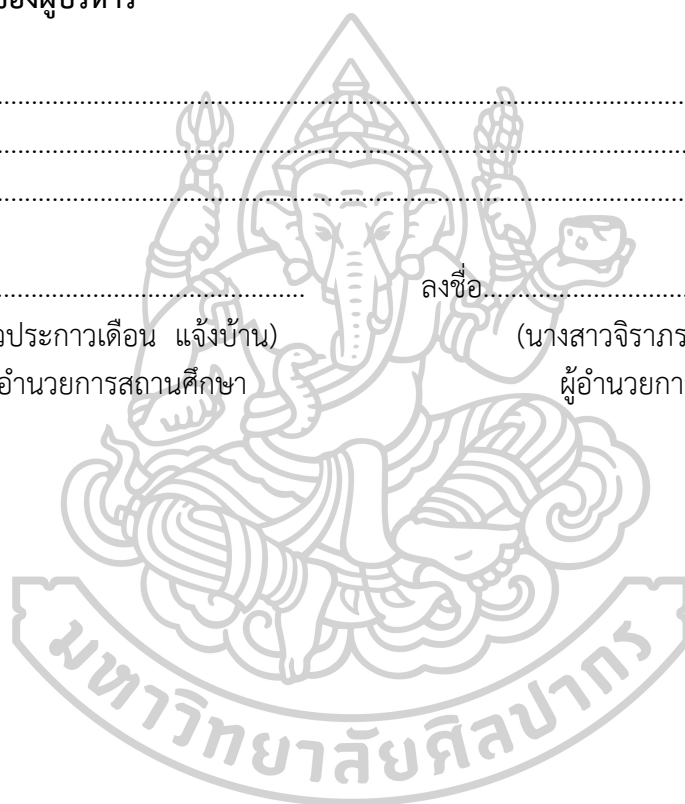 ของผู้บริหาร
................................................................................
................................................................................
................................................................................
............................................ ลงชื่อ..............................
วประกาวเดือน แจ้งบ้าน) (นางสาวจิราภร
อำนวยการสถานศึกษา ผู้อำนวยกา
มหาวิทยาลัยศิลปากร